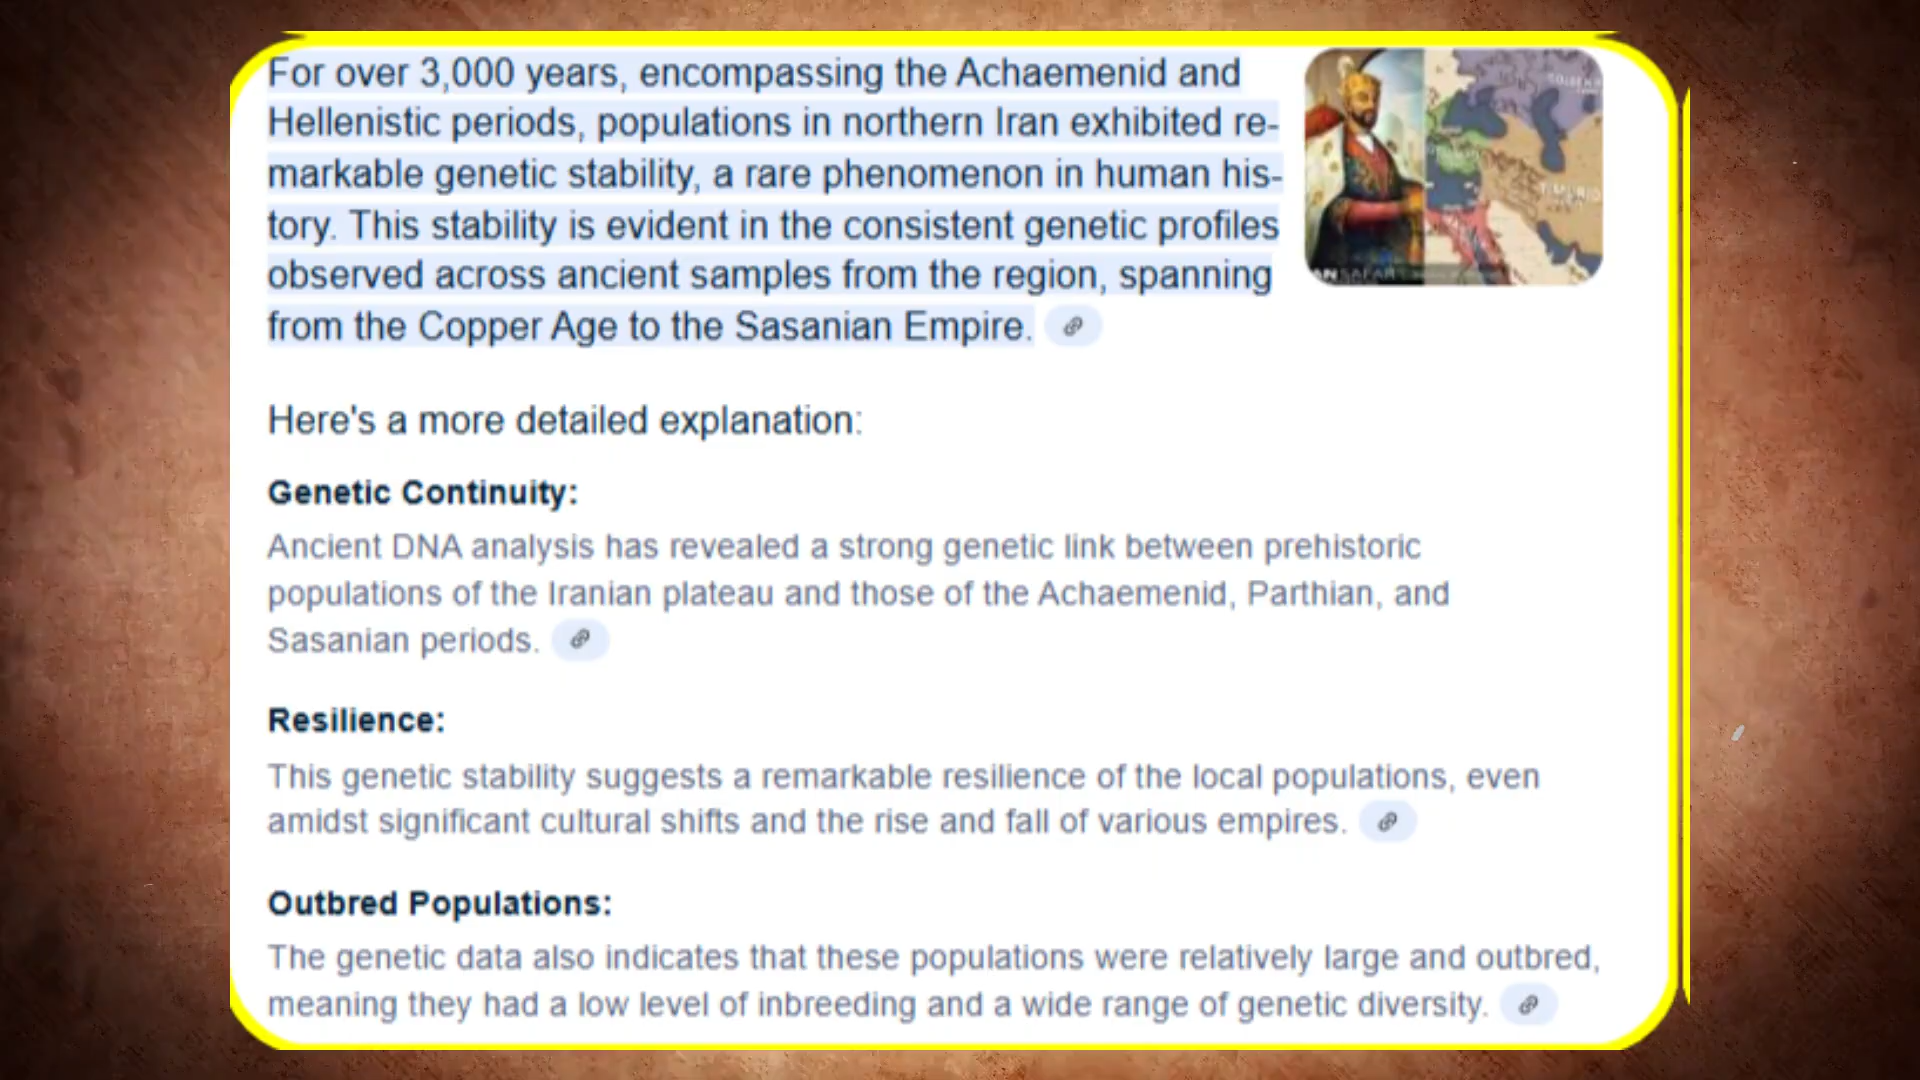 For over 3,000 years, encompassing the Achaemenid and
Hellenistic periods, populations in northern Iran exhibited re-
markable genetic stability, a rare phenomenon in human his-
tory. This stability is evident in the consistent genetic profiles
observed across ancient samples from the region, spanning
from the Copper Age to the Sasanian Empire.
Here's a more detailed explanation:
Genetic Continuity:
Ancient DNA analysis has revealed a strong genetic link between prehistoric
populations of the Iranian plateau and those of the Achaemenid, Parthian, and
Sasanian periods.
Resilience:
This genetic stability suggests a remarkable resilience of the local populations, even
amidst significant cultural shifts and the rise and fall of various empires.
Outbred Populations:
The genetic data also indicates that these populations were relatively large and outbred,
meaning they had a low level of inbreeding and a wide range of genetic diversity.